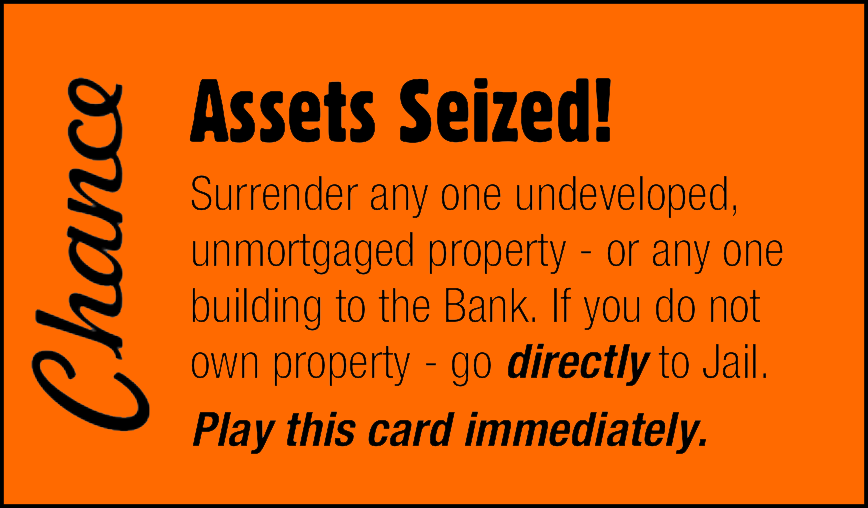 Chance
Assets Seized!
Surrender any one undeveloped,
unmortgaged property - or any one
building to the Bank. If you do not
own property - go directly to Jail.
Play this card immediately.